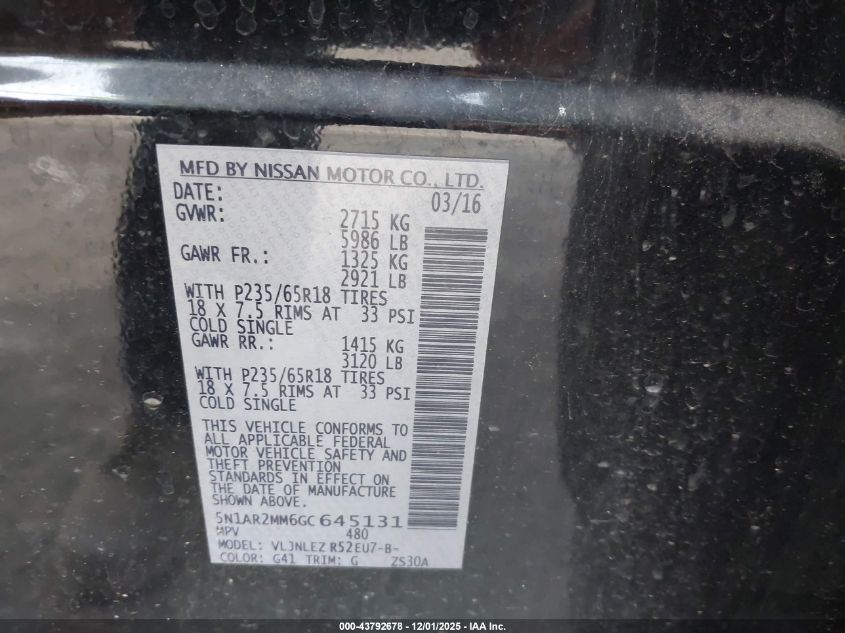 MFD BY NISSAN MOTOR CO., LTD.
DATE: 03/16
GVWR: 2715 KG
5986 LB
GAWR FR.: 1325 KG
2921 LB
WITH P235/65R18 TIRES
18 X 7.5 RIMS AT 33 PSI
COLD SINGLE
GAWR RR.: 1415 KG
3120 LB
WITH P235/65R18 TIRES
18 X 7.5 RIMS AT 33 PSI
COLD SINGLE
THIS VEHICLE CONFORMS TO
ALL APPLICABLE FEDERAL
MOTOR VEHICLE SAFETY AND
THEFT PREVENTION
STANDARDS IN EFFECT ON
THE DATE OF MANUFACTURE
SHOWN ABOVE.
5N1AR2MM6GC645131
MPV 480
MODEL: VLJNLEZ R52EU7-B-
COLOR: G41 TRIM: G ZS30A
000-43792678 - 12/01/2025 - IAA Inc.